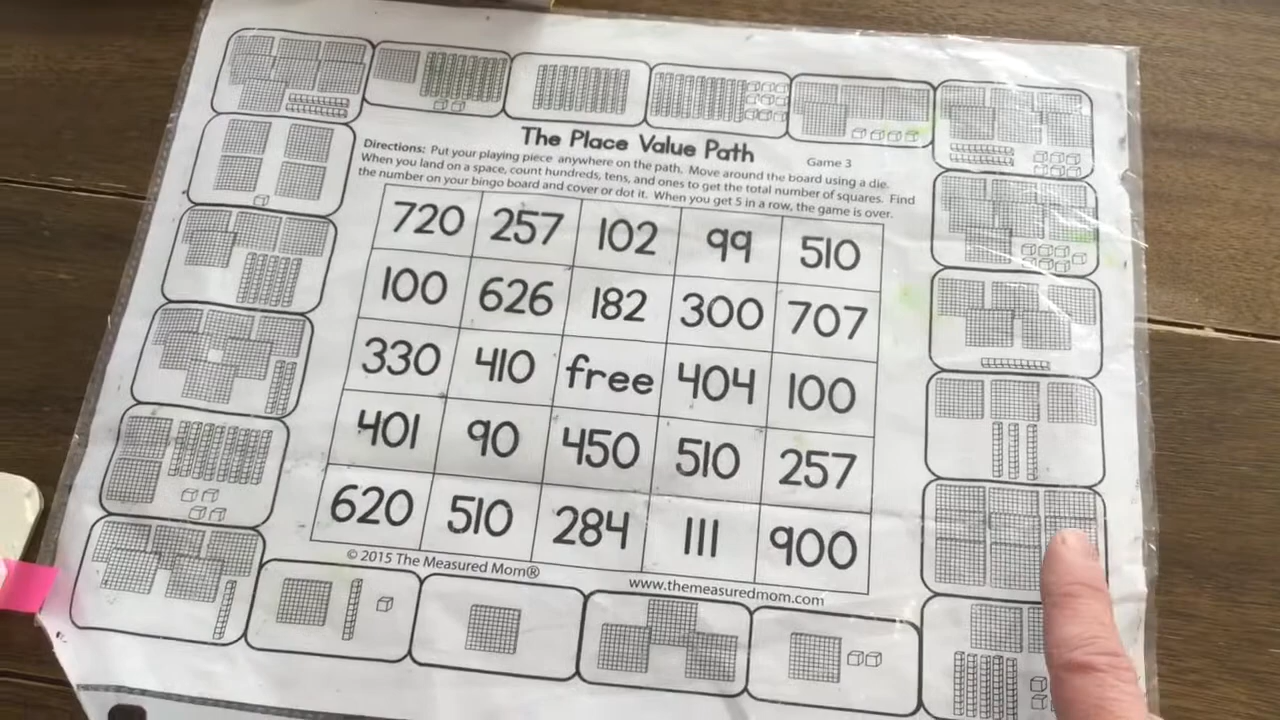 The Place Value Path
Game 3
Directions: Put your playing piece anywhere on the path. Move around the board using a die.
When you land on a space, count hundreds, tens, and ones to get the total number of squares. Find
the number on your bingo board and cover or dot it. When you get 5 in a row, the game is over.
720 257 102 99 510
100 626 182 300 707
330 410 free 404 100
401 90 450 510 257
620 510 284 111 900
© 2015 The Measured Mom®
www.themeasuredmom.com